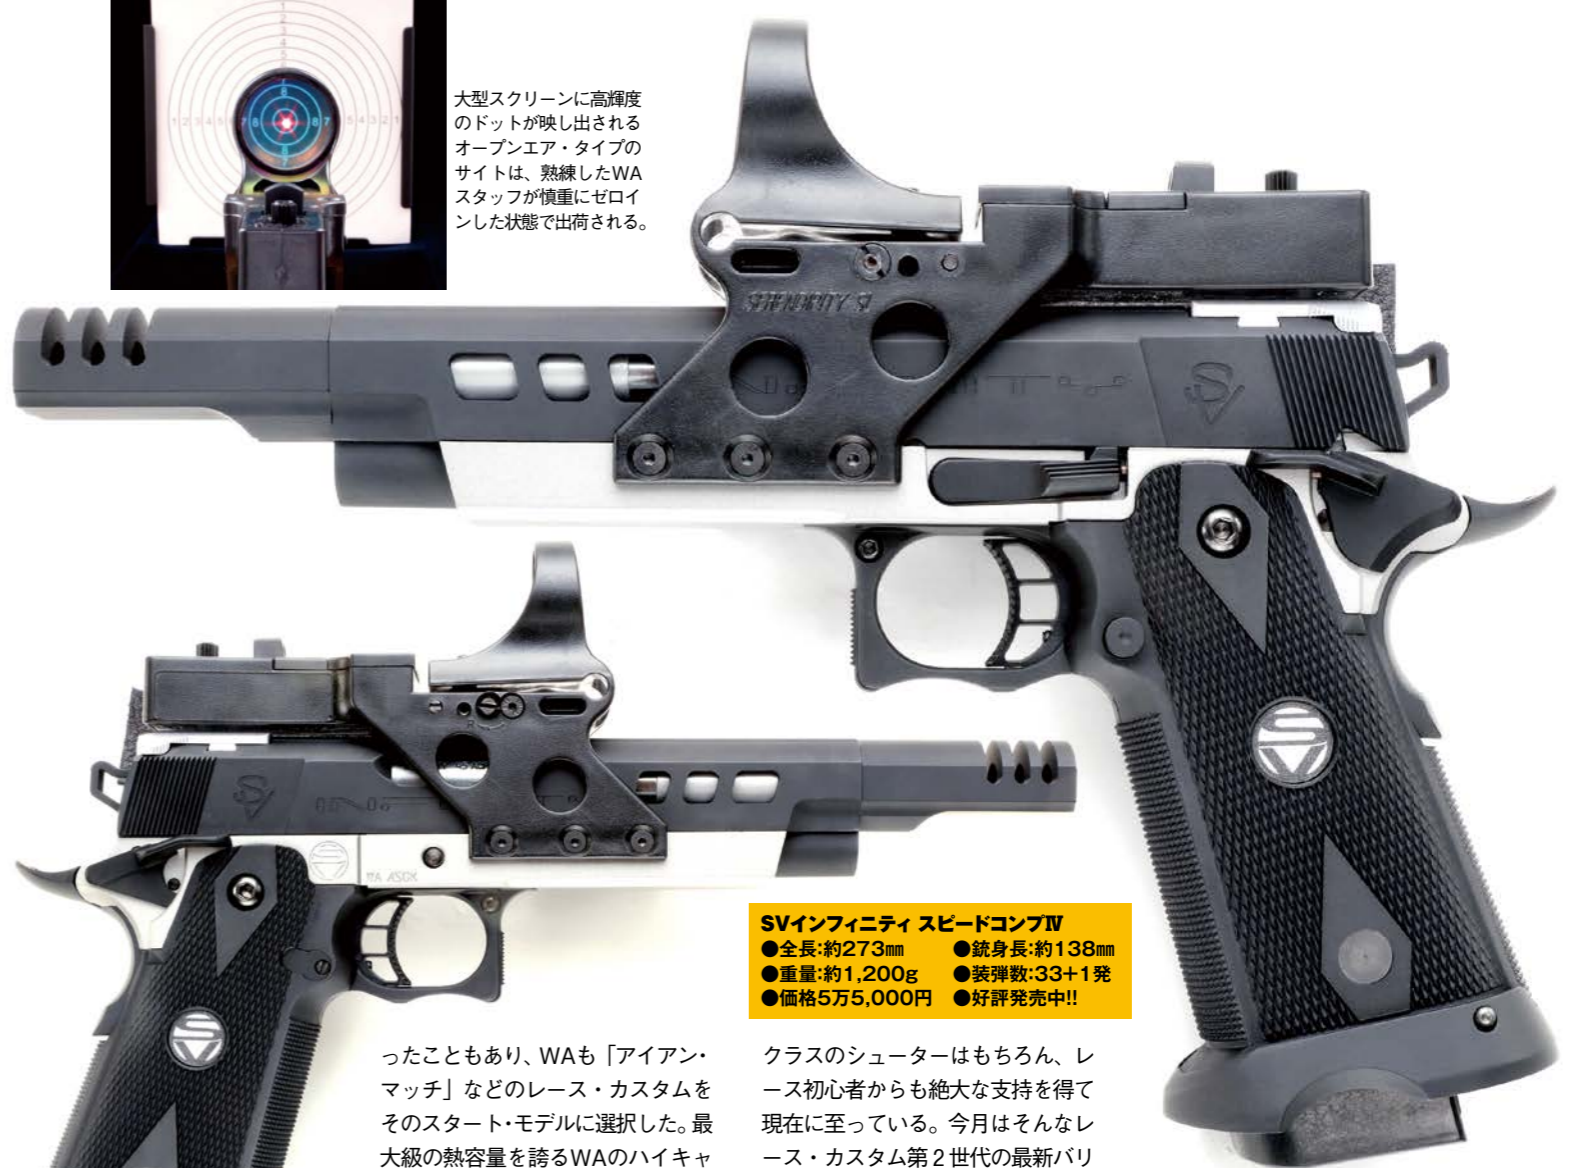 大型スクリーンに高輝度
のドットが映し出される
オープンエア・タイプの
サイトは、熟練したWA
スタッフが慎重にゼロイ
ンした状態で出荷される。
SV
SV
SV
WA ASGK
SV
SVインフィニティ スピードコンプⅣ
●全長:約273㎜ ●銃身長:約138㎜
●重量:約1,200g ●装弾数:33+1発
●価格5万5,000円 ●好評発売中!!
ったこともあり、WAも「アイアン・
マッチ」などのレース・カスタムを
そのスタート・モデルに選択した。最
大級の熱容量を誇るWAのハイキャ
クラスのシューターはもちろん、レ
ース初心者からも絶大な支持を得て
現在に至っている。今月はそんなレ
ース・カスタム第2世代の最新バリ